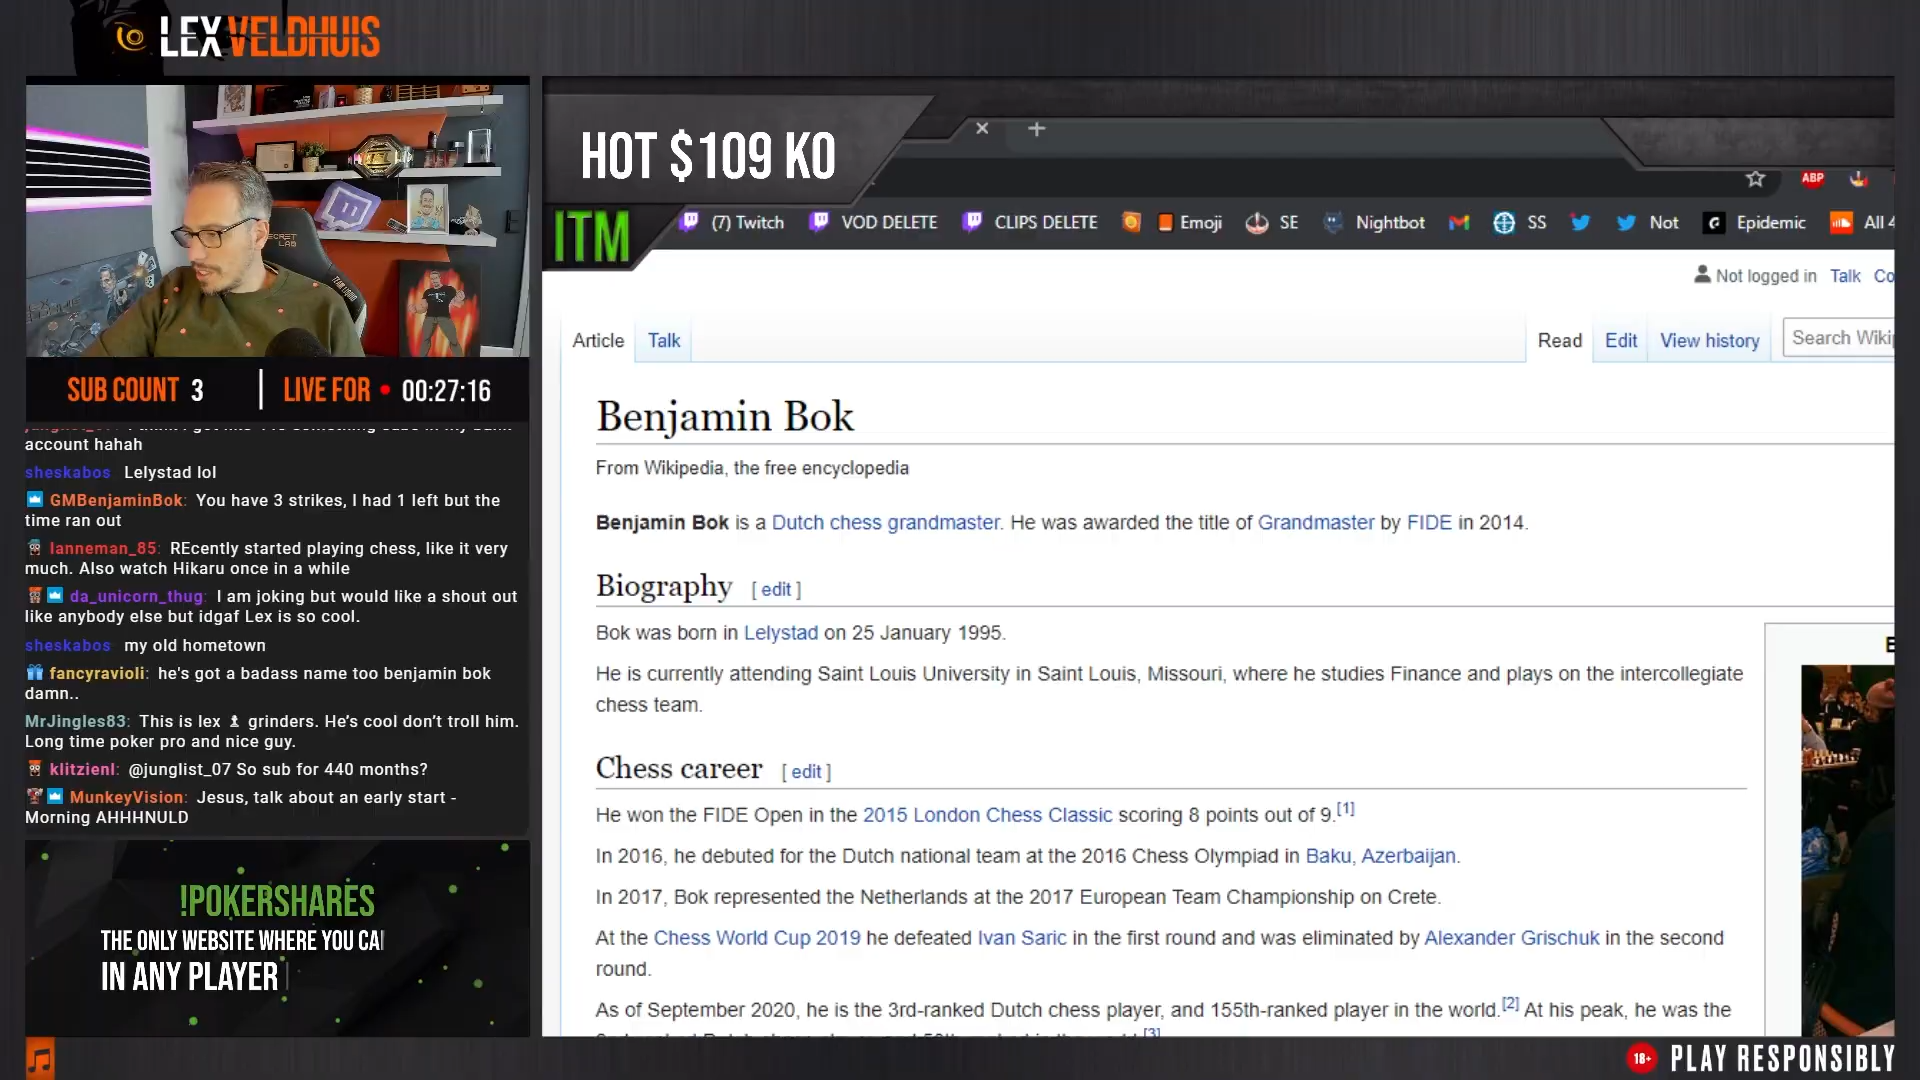 LEX VELDHUIS
SUB COUNT 3
LIVE FOR • 00:27:16
account hahah
sheskabos Lelystad lol
GMBenjaminBok: You have 3 strikes, I had 1 left but the
time ran out
lanneman_85: REcently started playing chess, like it very
much. Also watch Hikaru once in a while
da_unicorn_thug: I am joking but would like a shout out
like anybody else but idgaf Lex is so cool.
sheskabos my old hometown
fancyravioli: he's got a badass name too benjamin bok
damn..
MrJingles83: This is lex ♟ grinders. He's cool don't troll him.
Long time poker pro and nice guy.
klitzienl: @junglist_07 So sub for 440 months?
MunkeyVision: Jesus, talk about an early start -
Morning AHHHNULD
!POKERSHARES
THE ONLY WEBSITE WHERE YOU CA
IN ANY PLAYER
HOT $109 KO
ITM
ABP
(7) Twitch VOD DELETE CLIPS DELETE Emoji SE Nightbot SS Not Epidemic All 4
Not logged in Talk Co
Article Talk Read Edit View history Search Wiki
Benjamin Bok
From Wikipedia, the free encyclopedia
Benjamin Bok is a Dutch chess grandmaster. He was awarded the title of Grandmaster by FIDE in 2014.
Biography [ edit ]
Bok was born in Lelystad on 25 January 1995.
He is currently attending Saint Louis University in Saint Louis, Missouri, where he studies Finance and plays on the intercollegiate
chess team.
Chess career [ edit ]
He won the FIDE Open in the 2015 London Chess Classic scoring 8 points out of 9.[1]
In 2016, he debuted for the Dutch national team at the 2016 Chess Olympiad in Baku, Azerbaijan.
In 2017, Bok represented the Netherlands at the 2017 European Team Championship on Crete.
At the Chess World Cup 2019 he defeated Ivan Saric in the first round and was eliminated by Alexander Grischuk in the second
round.
As of September 2020, he is the 3rd-ranked Dutch chess player, and 155th-ranked player in the world.[2] At his peak, he was the
[3]
18+ PLAY RESPONSIBLY